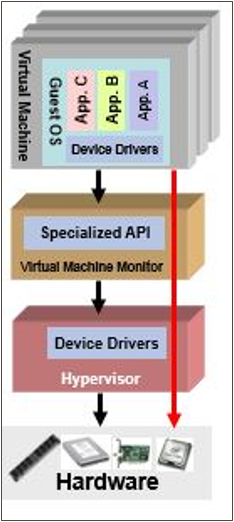 Virtual Machine
Guest OS
App. C
App. B
App. A
Device Drivers
Specialized API
Virtual Machine Monitor
Device Drivers
Hypervisor
Hardware